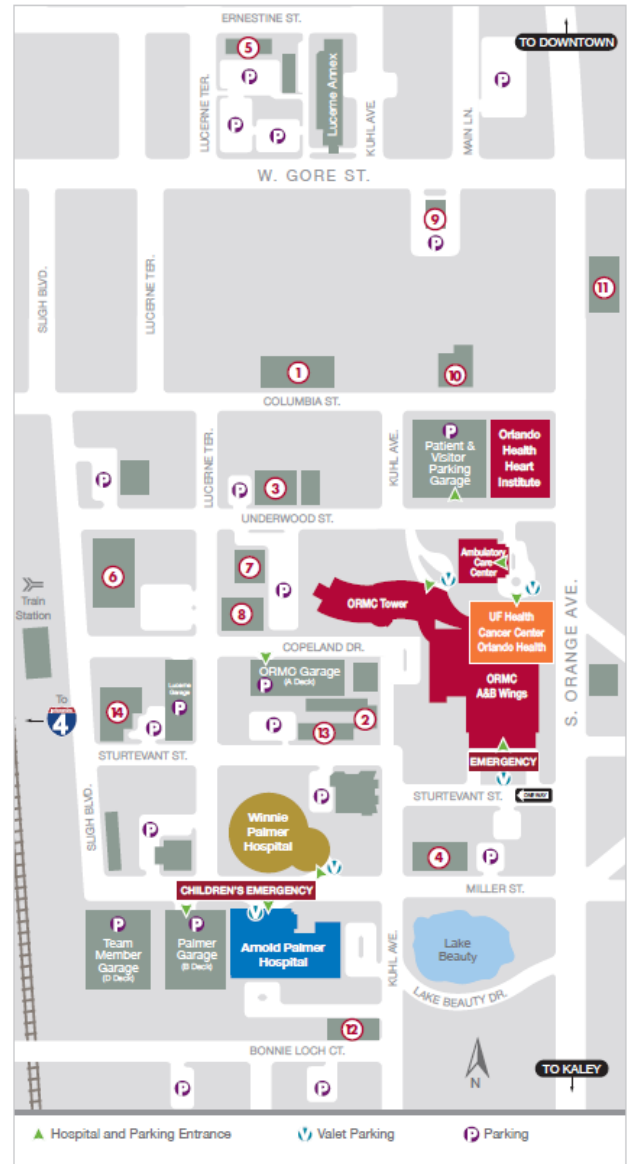 ERNESTINE ST.
TO DOWNTOWN
5
P
LUCERNE TER.
Lucerne Annex
KUHL AVE.
MAIN LN.
P
P
P
W. GORE ST.
9
P
SLIGH BLVD.
LUCERNE TER.
11
1
10
COLUMBIA ST.
LUCERNE TER.
KUHL AVE.
P
Patient &
Visitor
Parking
Garage
Orlando
Health
Heart
Institute
P
P
3
UNDERWOOD ST.
6
7
P
8
Ambulatory
Care
Center
ORMC Tower
UF Health
Cancer Center
Orlando Health
S. ORANGE AVE.
Train
Station
COPELAND DR.
ORMC Garage
(A Deck)
P
ORMC
A&B Wings
To
4
14
Lucerne
Garage
P
P
P
2
13
STURTEVANT ST.
EMERGENCY
STURTEVANT ST.
ONE WAY
SLIGH BLVD.
P
P
Winnie
Palmer
Hospital
4
P
CHILDREN'S EMERGENCY
MILLER ST.
P
Team
Member
Garage
(D Deck)
P
Palmer
Garage
(B Deck)
Arnold Palmer
Hospital
KUHL AVE.
Lake
Beauty
LAKE BEAUTY DR.
12
BONNIE LOCH CT.
N
TO KALEY
P
P
Hospital and Parking Entrance
Valet Parking
P Parking